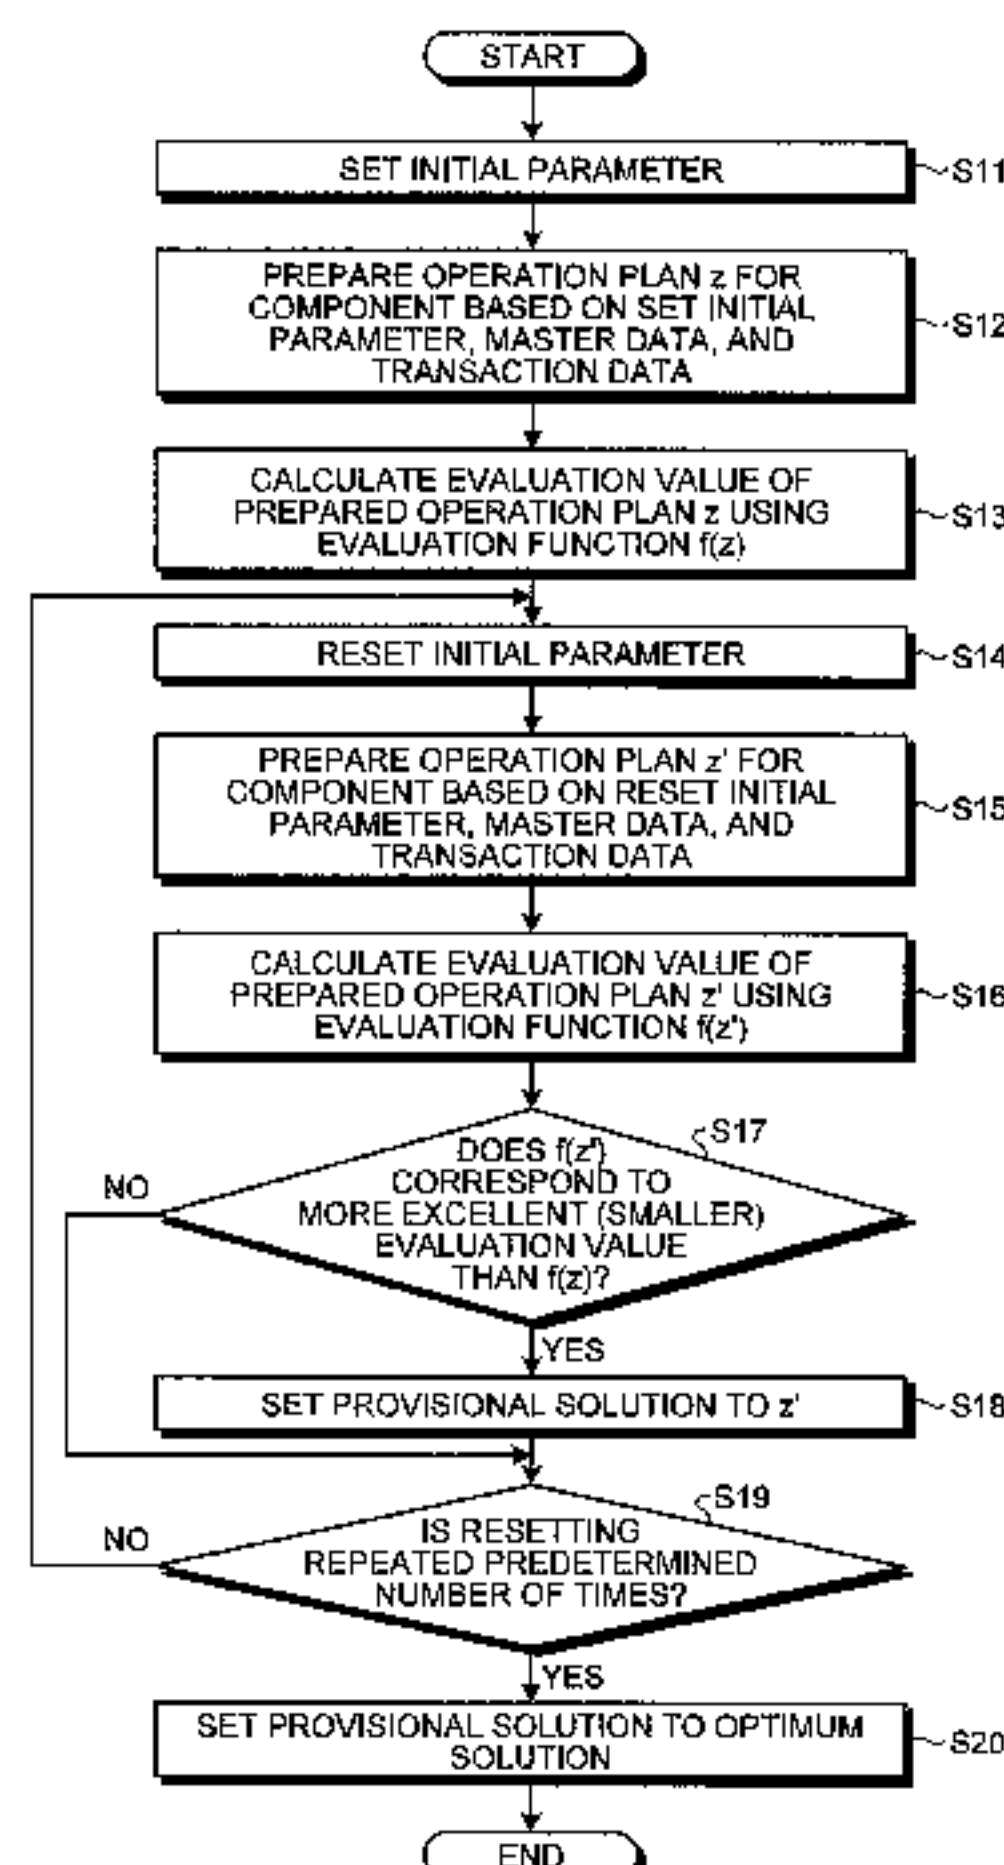 START
SET INITIAL PARAMETER
S11
PREPARE OPERATION PLAN z FOR
COMPONENT BASED ON SET INITIAL
PARAMETER, MASTER DATA, AND
TRANSACTION DATA
S12
CALCULATE EVALUATION VALUE OF
PREPARED OPERATION PLAN z USING
EVALUATION FUNCTION f(z)
S13
RESET INITIAL PARAMETER
S14
PREPARE OPERATION PLAN z' FOR
COMPONENT BASED ON RESET INITIAL
PARAMETER, MASTER DATA, AND
TRANSACTION DATA
S15
CALCULATE EVALUATION VALUE OF
PREPARED OPERATION PLAN z' USING
EVALUATION FUNCTION f(z')
S16
S17
DOES f(z')
CORRESPOND TO
MORE EXCELLENT (SMALLER)
EVALUATION VALUE
THAN f(z)?
NO
YES
SET PROVISIONAL SOLUTION TO z'
S18
S19
IS RESETTING
REPEATED PREDETERMINED
NUMBER OF TIMES?
NO
YES
SET PROVISIONAL SOLUTION TO OPTIMUM
SOLUTION
S20
END